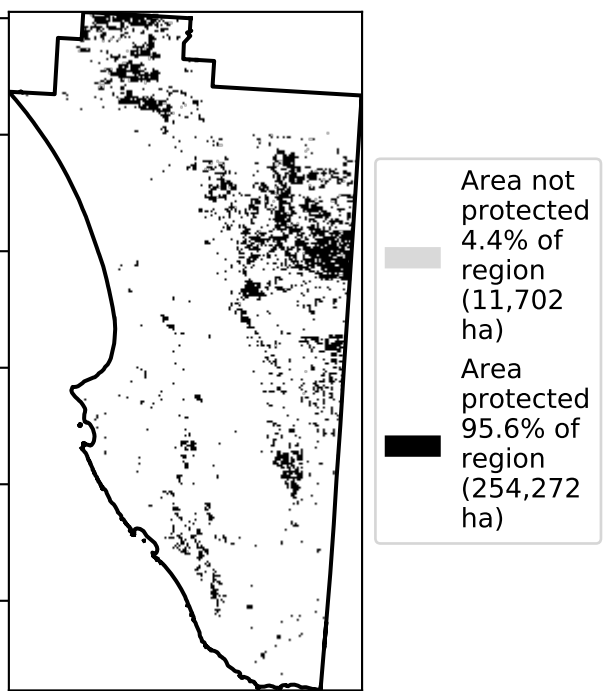 Area not
protected
4.4% of
region
(11,702
ha)
Area
protected
95.6% of
region
(254,272
ha)